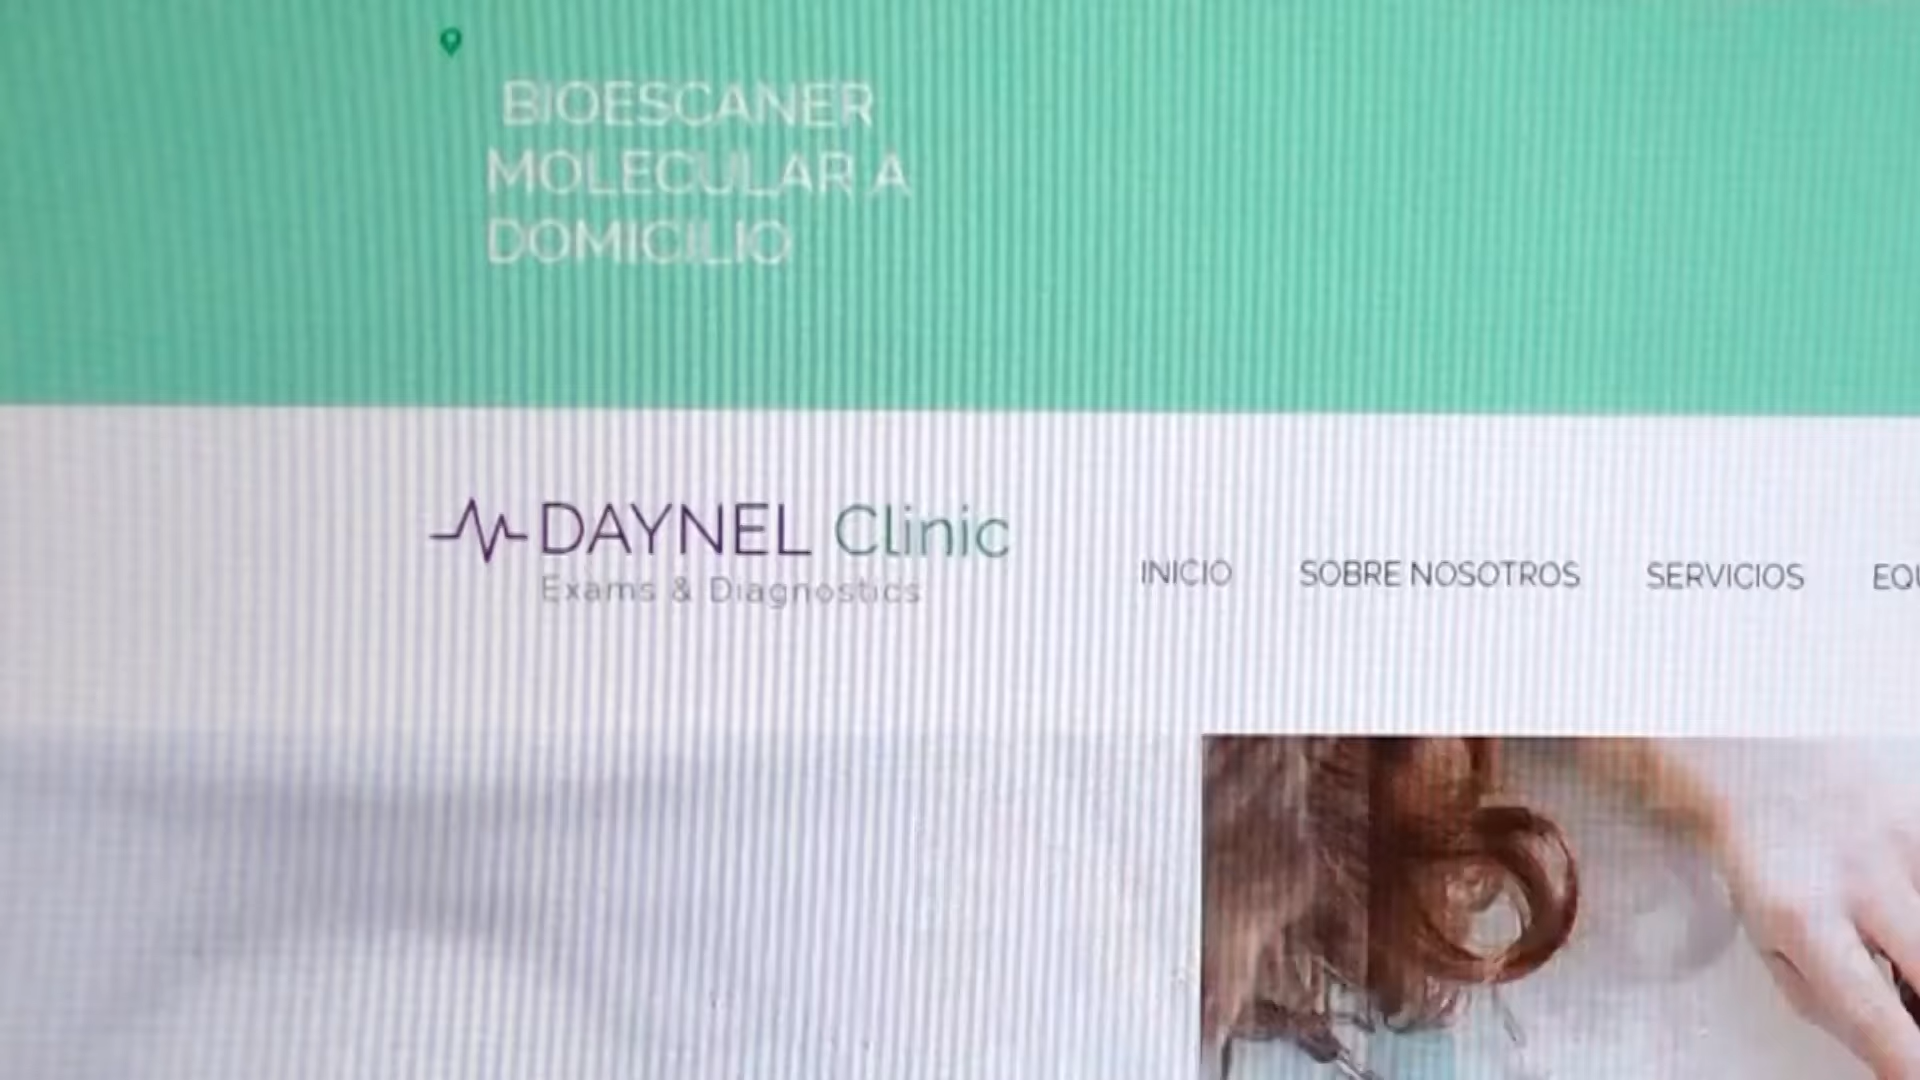 BIOESCANER
MOLECULAR A
DOMICILIO
DAYNEL Clinic
Exams & Diagnostics
INICIO SOBRE NOSOTROS SERVICIOS